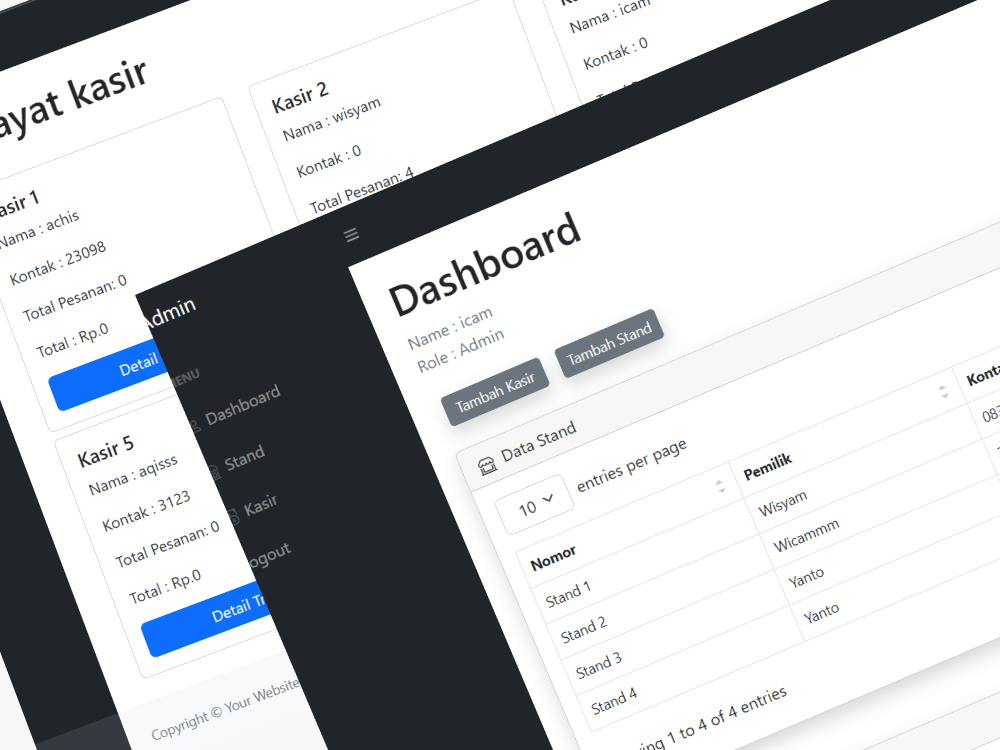 ayat kasir
asir 1
Nama : achis
Kontak : 23098
Total Pesanan: 0
Total : Rp.0
Detail
Kasir 2
Nama : wisyam
Kontak : 0
Total Pesanan: 4
Nama : icam
Kontak : 0
Kasir 5
Nama : aqisss
Kontak : 3123
Total Pesanan: 0
Total : Rp.0
Detail Tr
Copyright © Your Website
Admin
MENU
Dashboard
Stand
Kasir
ogout
Dashboard
Name : icam
Role : Admin
Tambah Kasir
Tambah Stand
Data Stand
10 entries per page
Nomor Pemilik Konta
Stand 1 Wisyam 083
Stand 2 Wicammm
Stand 3 Yanto
Stand 4 Yanto
ing 1 to 4 of 4 entries